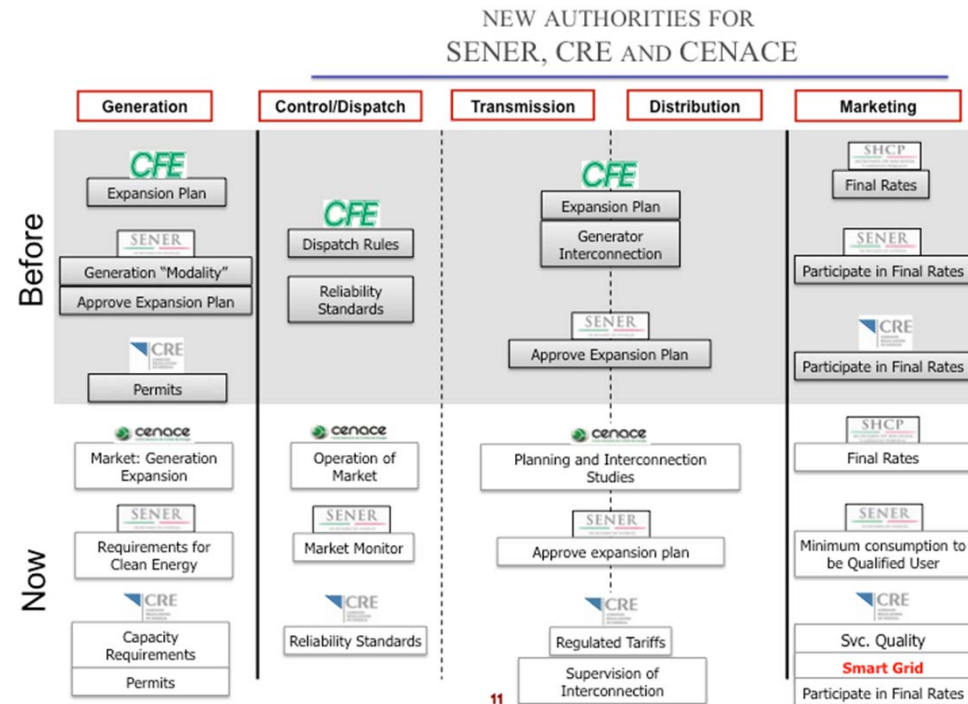 NEW AUTHORITIES FOR
SENER, CRE AND CENACE
Generation
Control/Dispatch
Transmission
Distribution
Marketing
Before
CFE
Expansion Plan
SENER
Generation “Modality”
Approve Expansion Plan
CRE
Permits
CFE
Dispatch Rules
Reliability
Standards
CFE
Expansion Plan
Generator
Interconnection
SENER
Approve Expansion Plan
SHCP
Final Rates
SENER
Participate in Final Rates
CRE
Participate in Final Rates
Now
cenace
Market: Generation
Expansion
SENER
Requirements for
Clean Energy
CRE
Capacity
Requirements
Permits
cenace
Operation of
Market
SENER
Market Monitor
CRE
Reliability Standards
cenace
Planning and Interconnection
Studies
SENER
Approve expansion plan
CRE
Regulated Tariffs
Supervision of
Interconnection
SHCP
Final Rates
SENER
Minimum consumption to
be Qualified User
CRE
Svc. Quality
Smart Grid
Participate in Final Rates
11